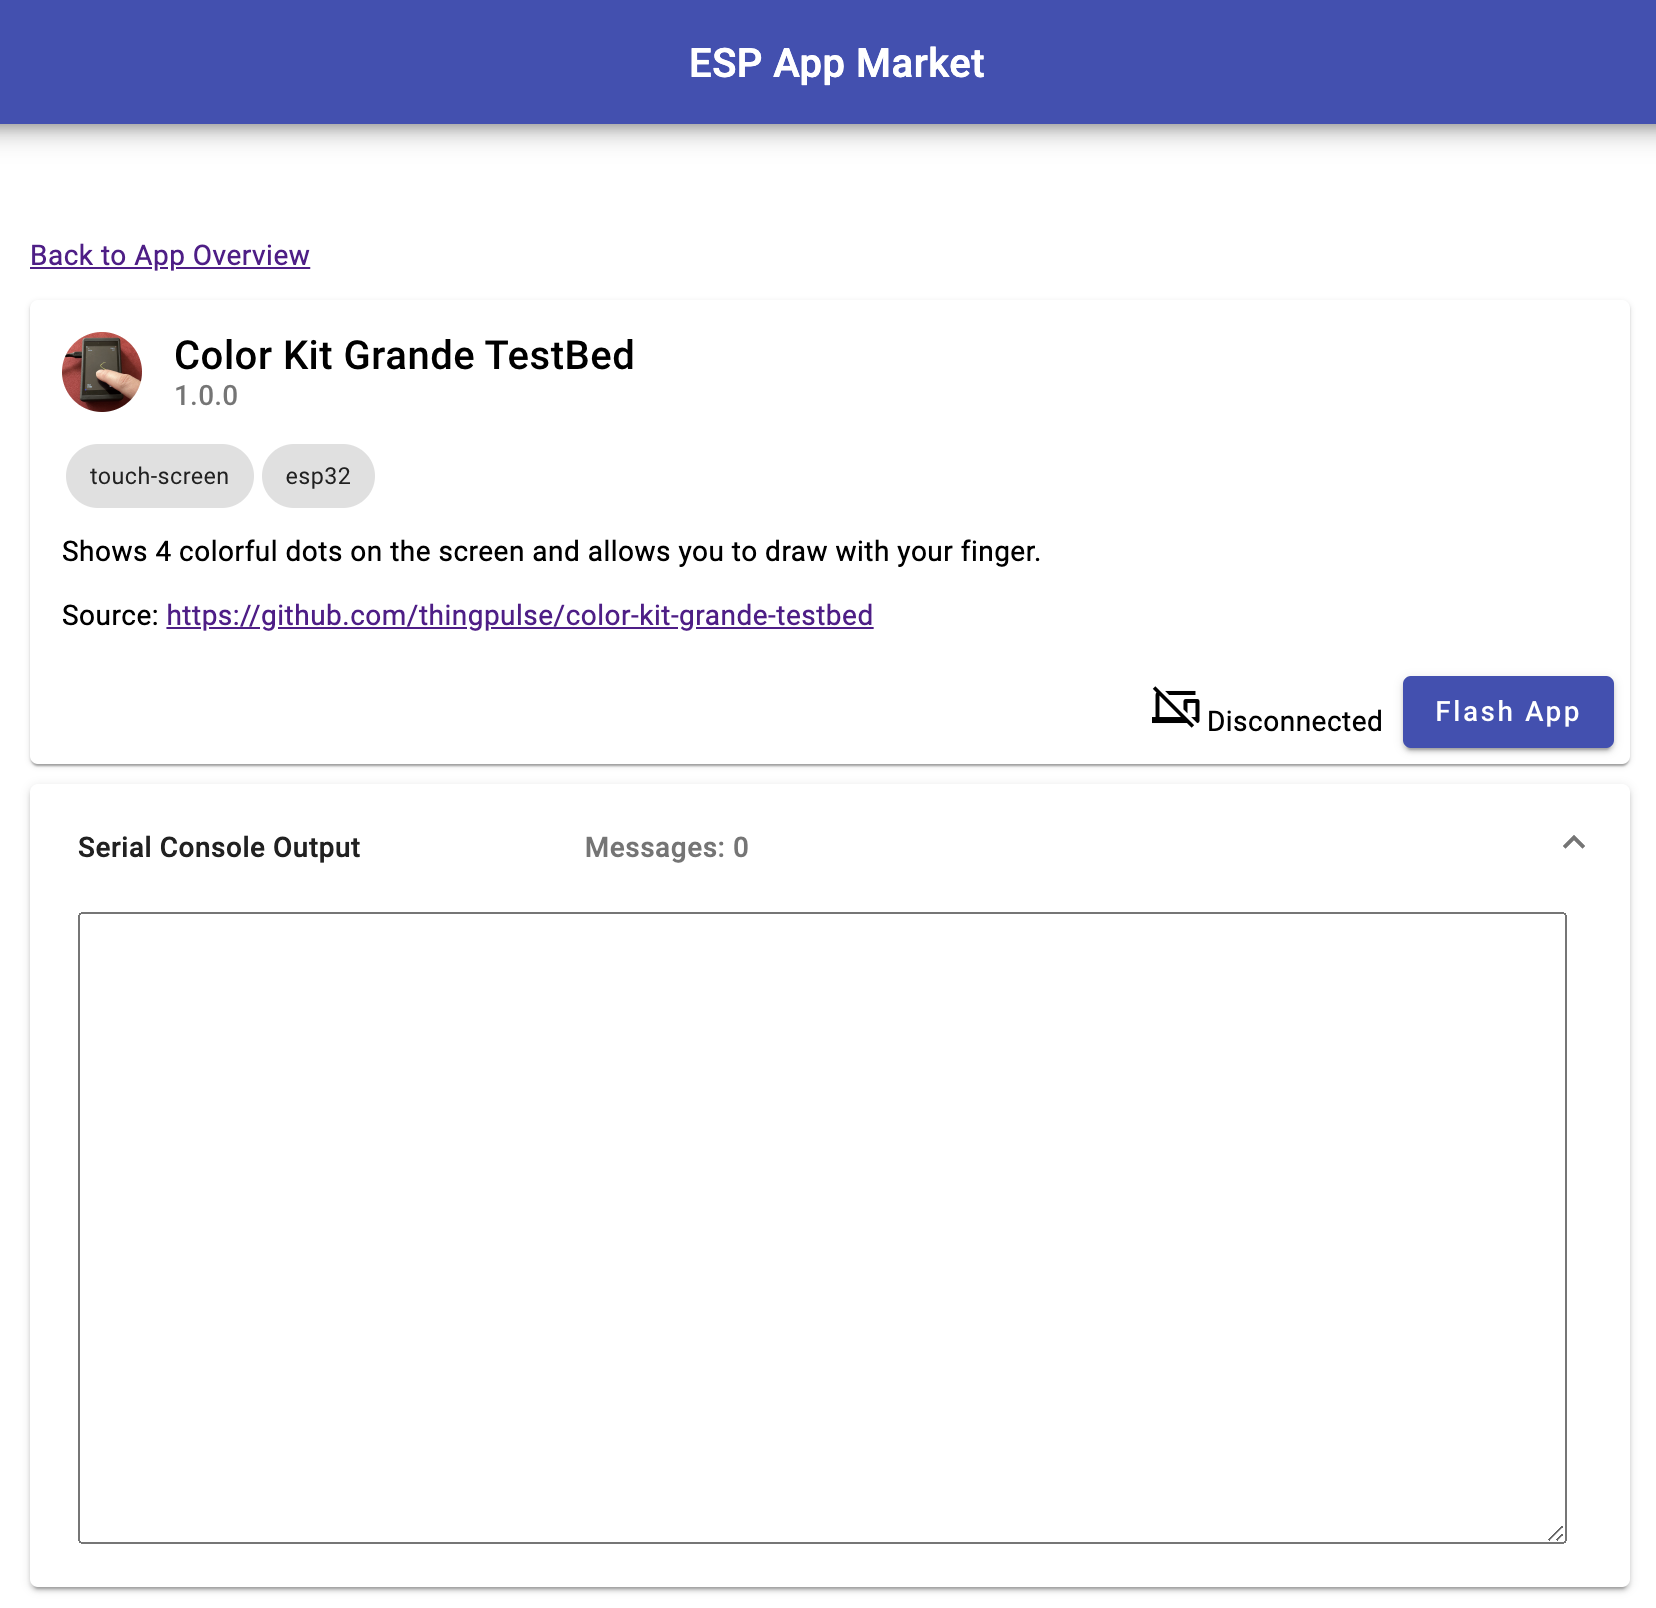 ESP App Market
Back to App Overview
Color Kit Grande TestBed
1.0.0
touch-screen esp32
Shows 4 colorful dots on the screen and allows you to draw with your finger.
Source: https://github.com/thingpulse/color-kit-grande-testbed
Disconnected Flash App
Serial Console Output Messages: 0